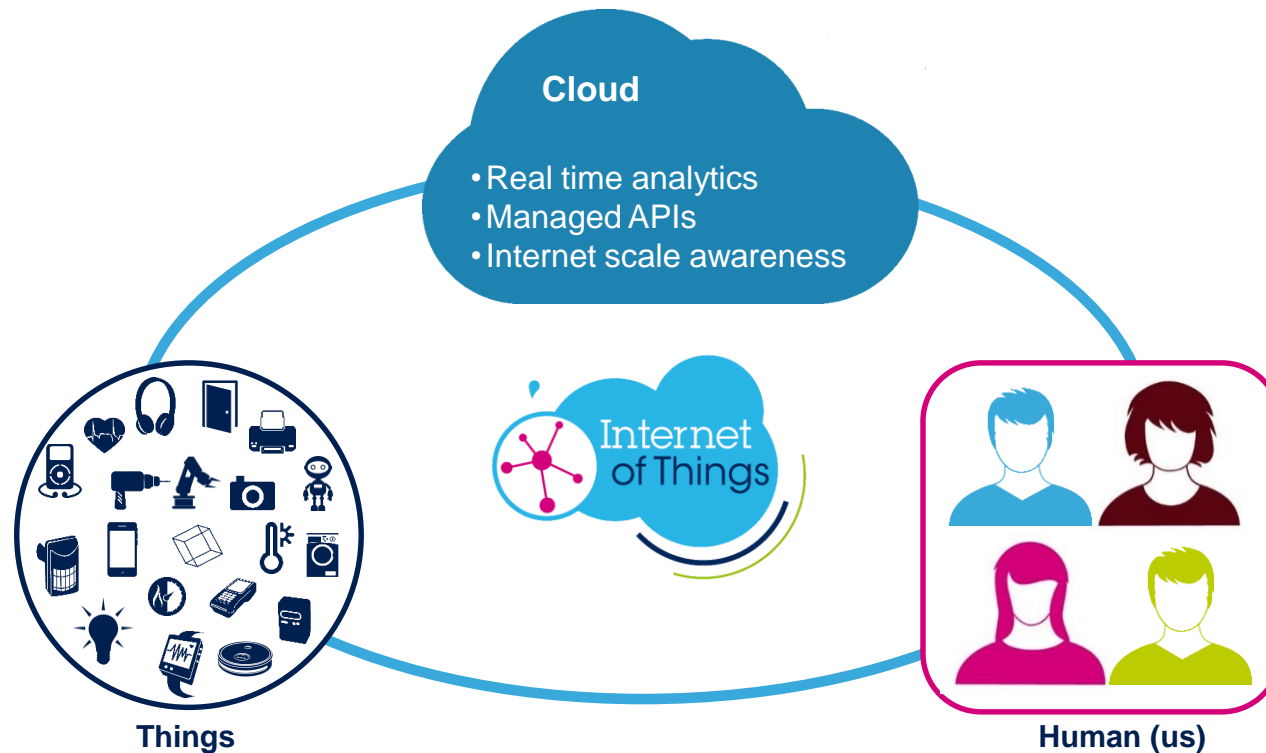 Cloud
•Real time analytics
•Managed APIs
•Internet scale awareness
Internet
of Things
Things
Human (us)